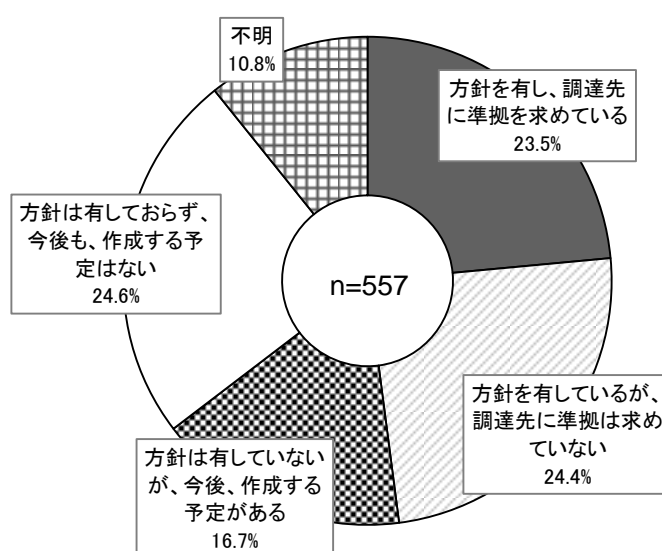 不明
10.8%
方針を有し、調達先
に準拠を求めている
23.5%
方針は有しておらず、
今後も、作成する予
定はない
24.6%
n=557
方針を有しているが、
調達先に準拠は求め
ていない
24.4%
方針は有していない
が、今後、作成する
予定がある
16.7%